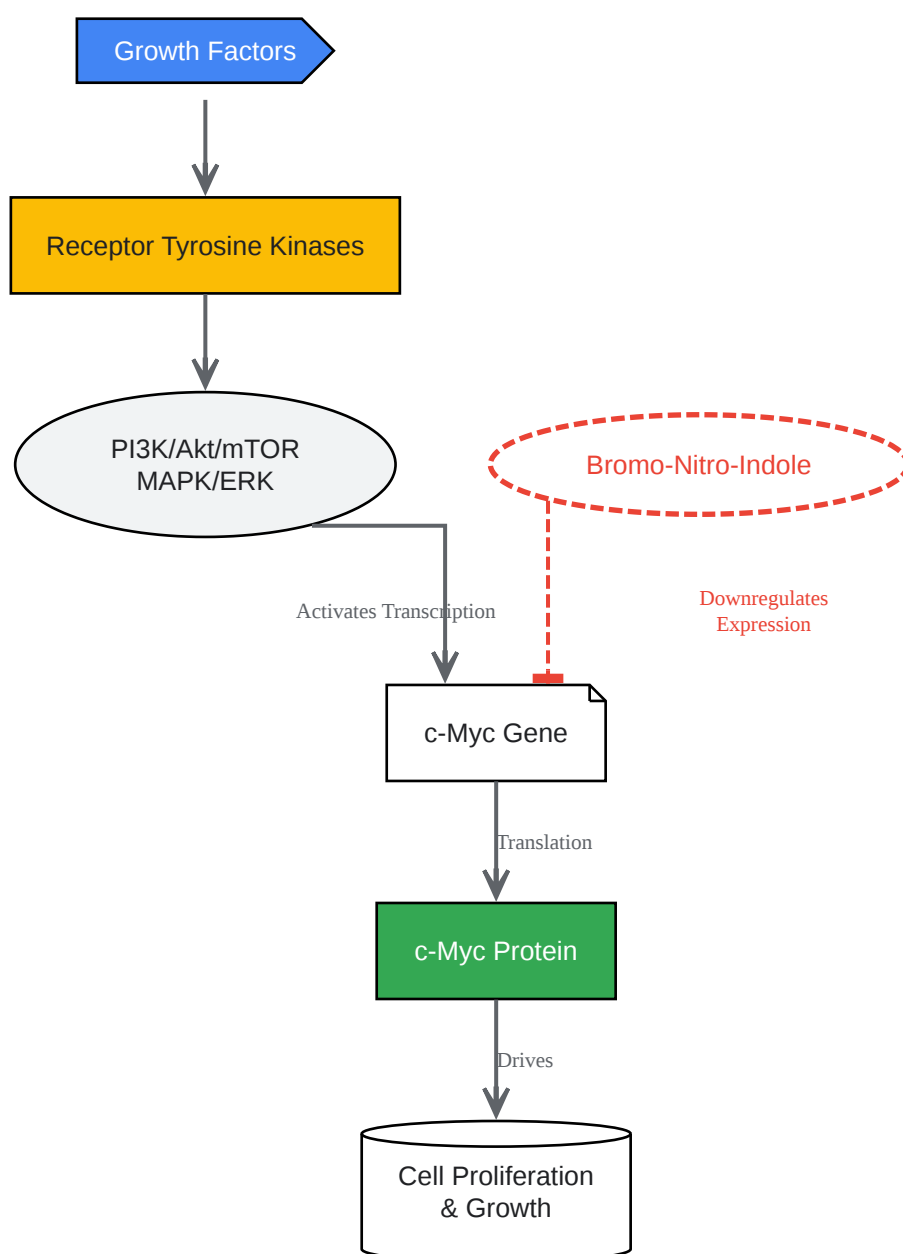 Growth Factors
Receptor Tyrosine Kinases
PI3K/Akt/mTOR
MAPK/ERK
Bromo-Nitro-Indole
Activates Transcription
Downregulates
Expression
c-Myc Gene
Translation
c-Myc Protein
Drives
Cell Proliferation
& Growth